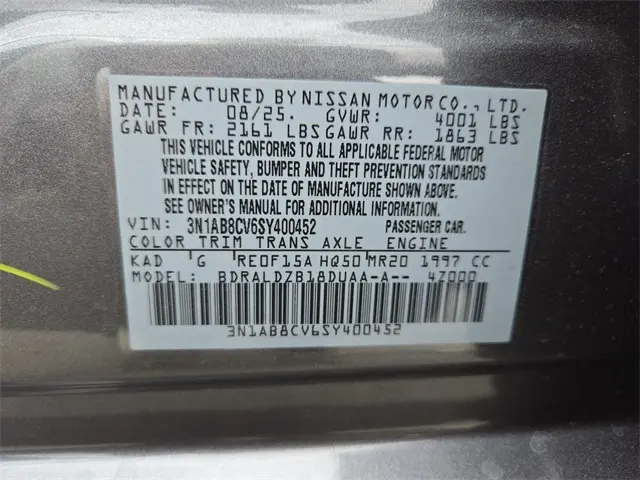 MANUFACTURED BY NISSAN MOTOR CO., LTD.
DATE: 08/25. GVWR: 4001 LBS
GAWR FR: 2161 LBS GAWR RR: 1863 LBS
THIS VEHICLE CONFORMS TO ALL APPLICABLE FEDERAL MOTOR
VEHICLE SAFETY, BUMPER AND THEFT PREVENTION STANDARDS
IN EFFECT ON THE DATE OF MANUFACTURE SHOWN ABOVE.
SEE OWNER'S MANUAL FOR ADDITIONAL INFORMATION.
VIN: 3N1AB8CV6SY400452 PASSENGER CAR.
COLOR TRIM TRANS AXLE ENGINE
KAD G RE0F15A HQ50 MR20 1997 CC
BDRALDZB18DUAA-A-- 4Z000
3N1AB8CV6SY400452